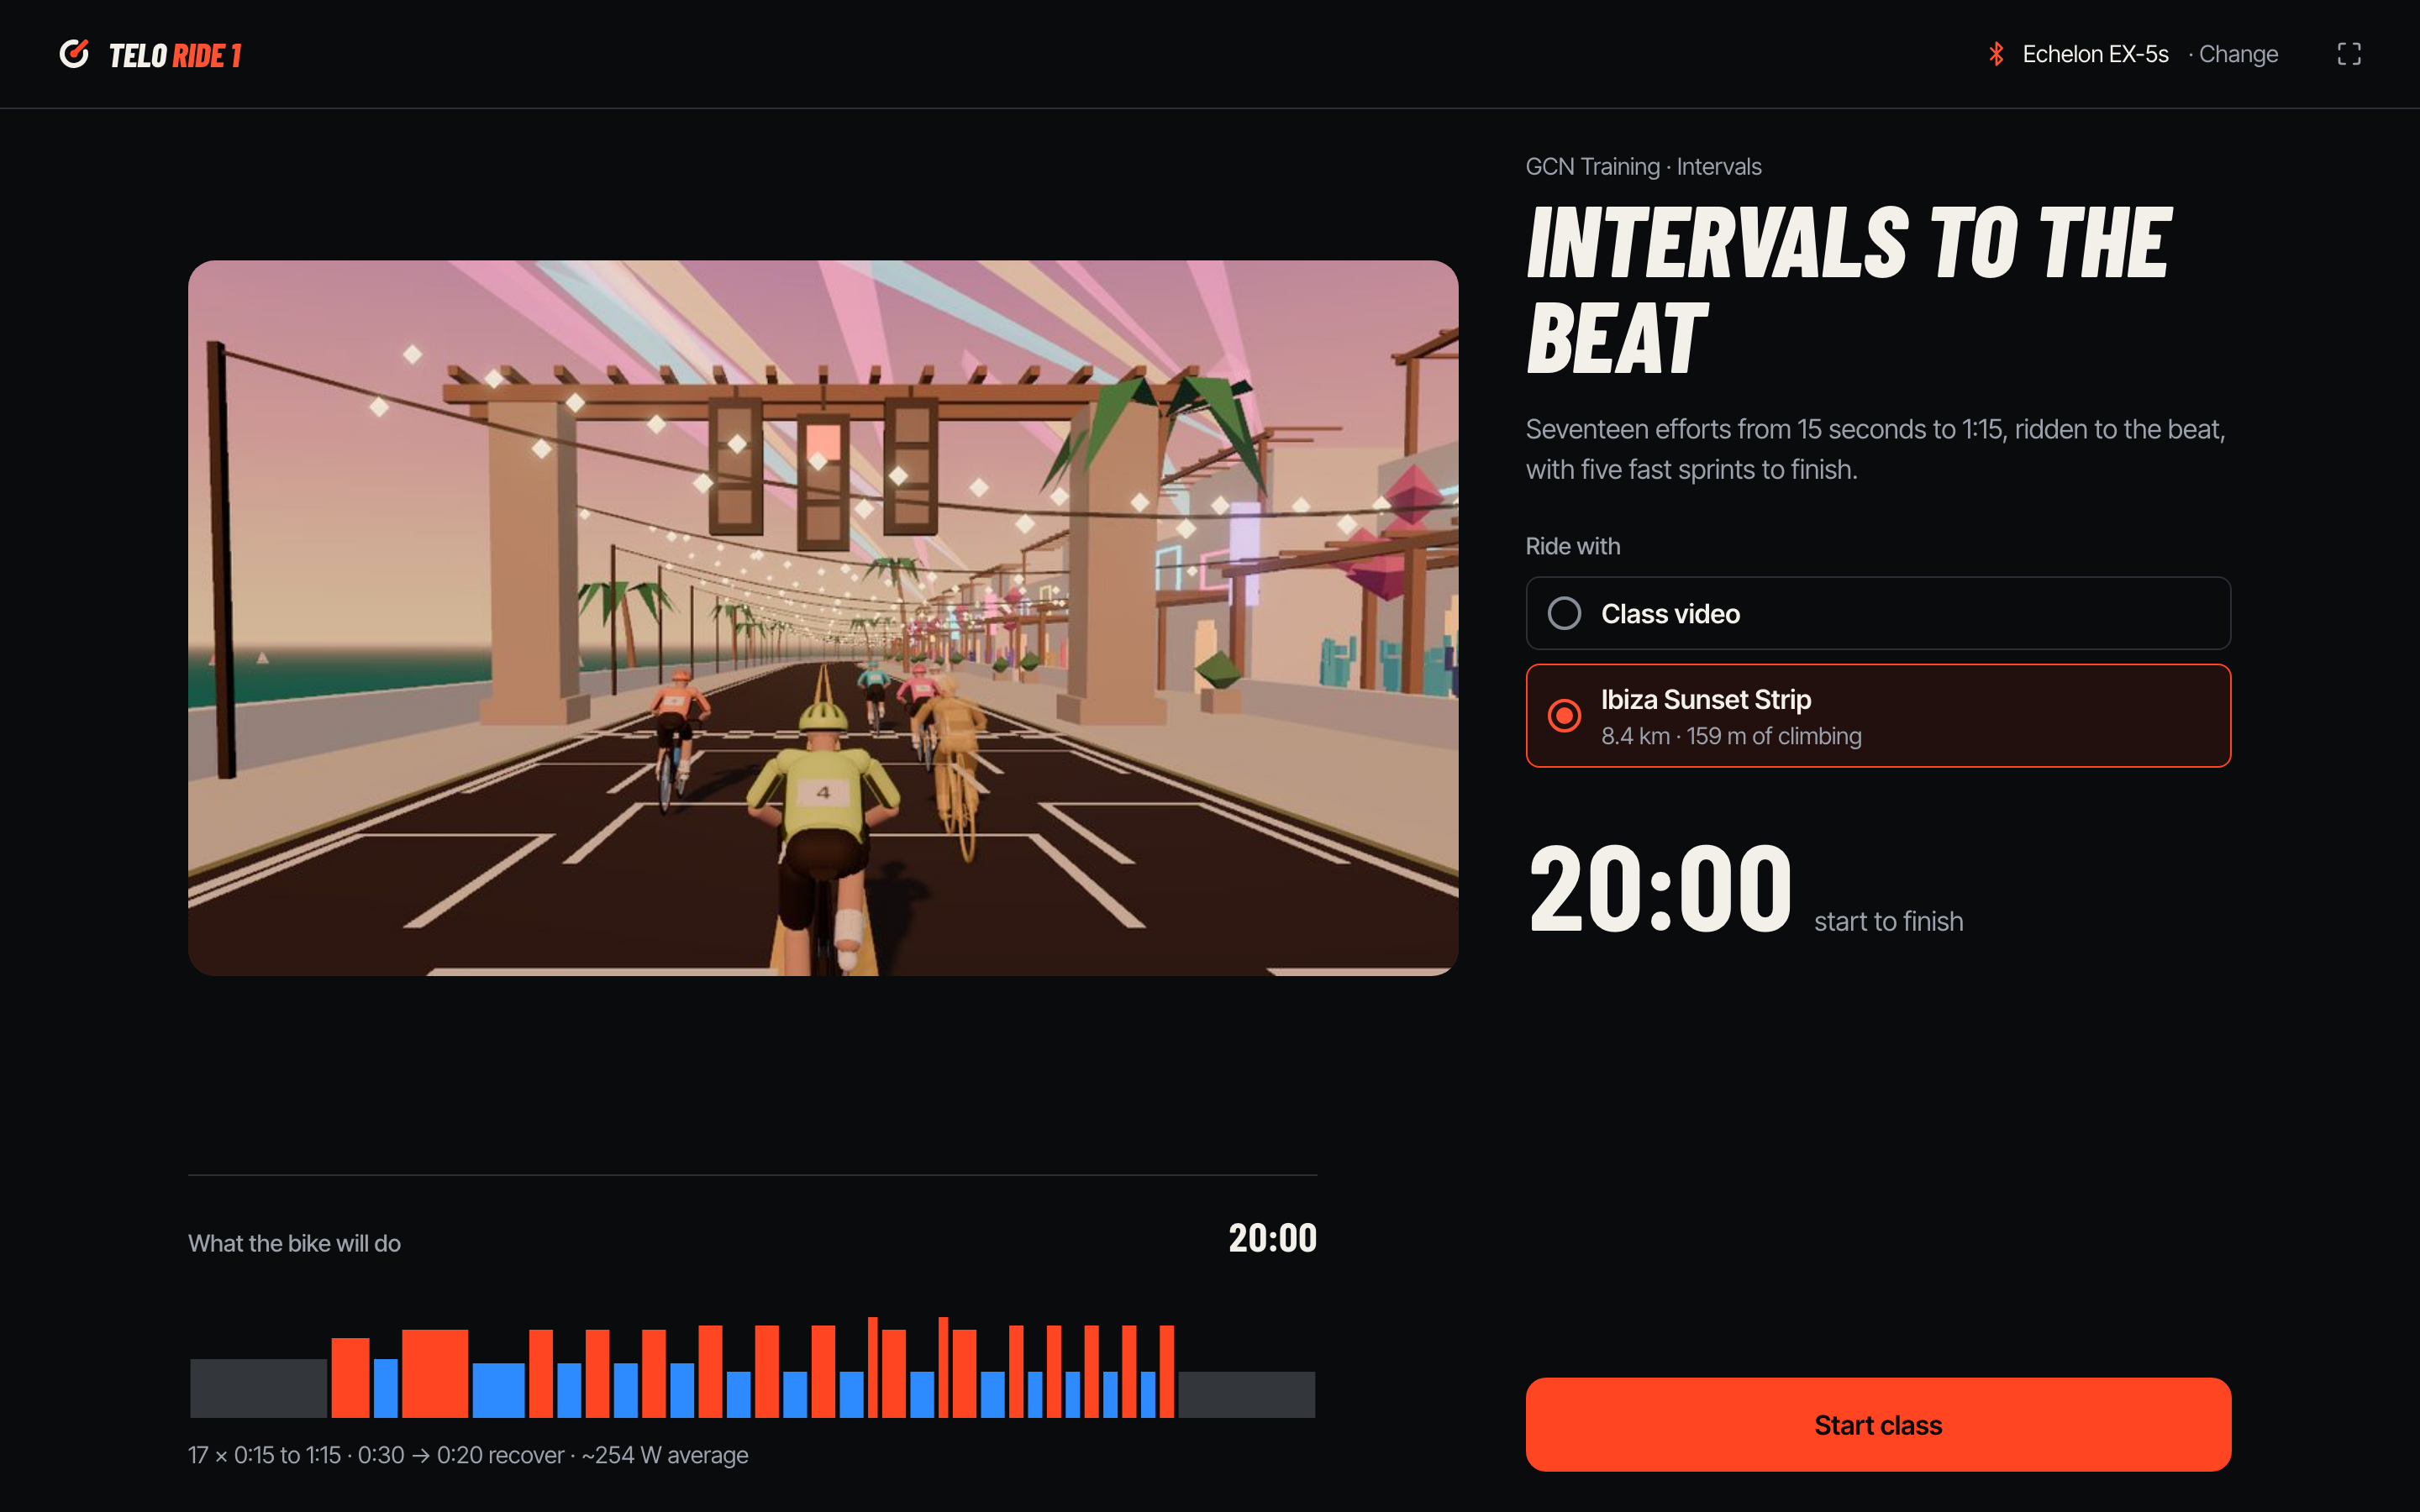 TELO RIDE 1
Echelon EX-5s · Change
GCN Training · Intervals
INTERVALS TO THE
BEAT
Seventeen efforts from 15 seconds to 1:15, ridden to the beat,
with five fast sprints to finish.
Ride with
Class video
Ibiza Sunset Strip
8.4 km · 159 m of climbing
4
20:00 start to finish
What the bike will do
20:00
17 × 0:15 to 1:15 · 0:30 → 0:20 recover · ~254 W average
Start class